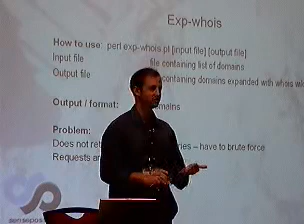 Exp-whois
How to use: perl exp-whois.pl [input file] [output file]
Input file file containing list of domains
Output file containing domains expanded with whois
Output / format: domains
Problem:
Does not – have to brute force
Requests
sensepost